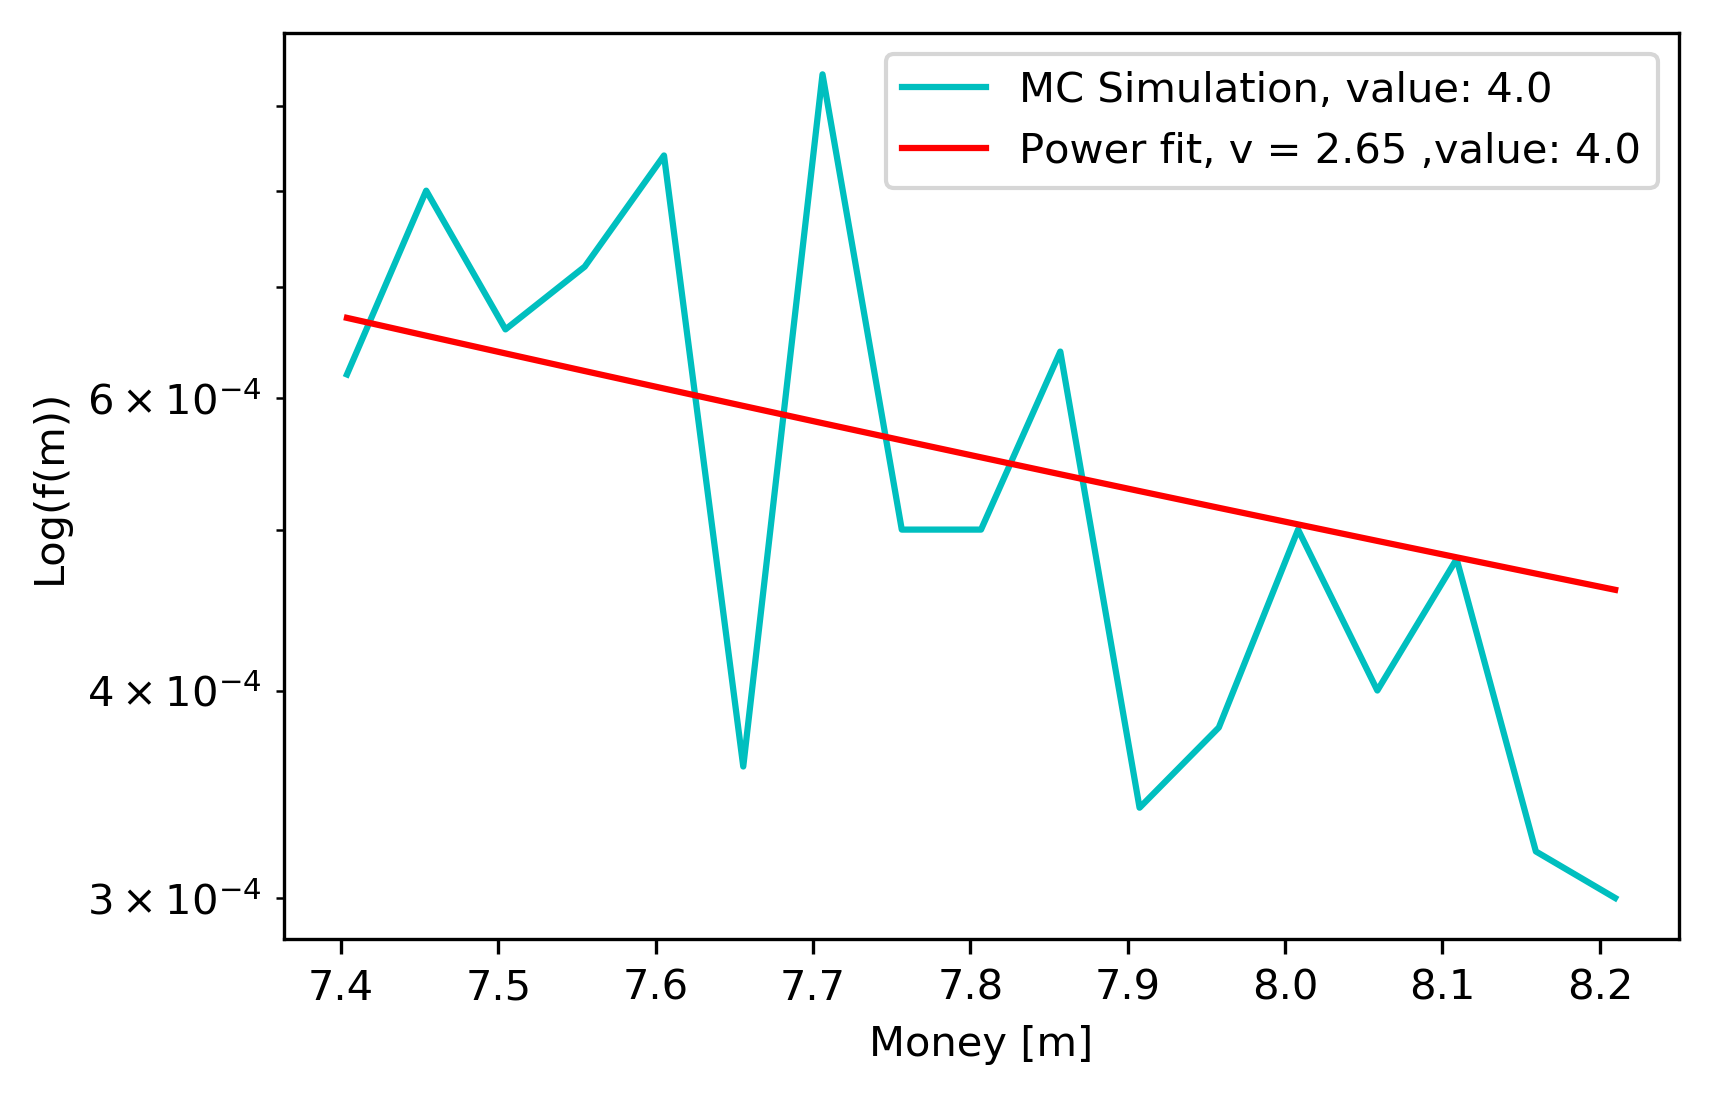 MC Simulation, value: 4.0
Power fit, v = 2.65 ,value: 4.0
Log(f(m))
6 × 10⁻⁴
4 × 10⁻⁴
3 × 10⁻⁴
7.4 7.5 7.6 7.7 7.8 7.9 8.0 8.1 8.2
Money [m]